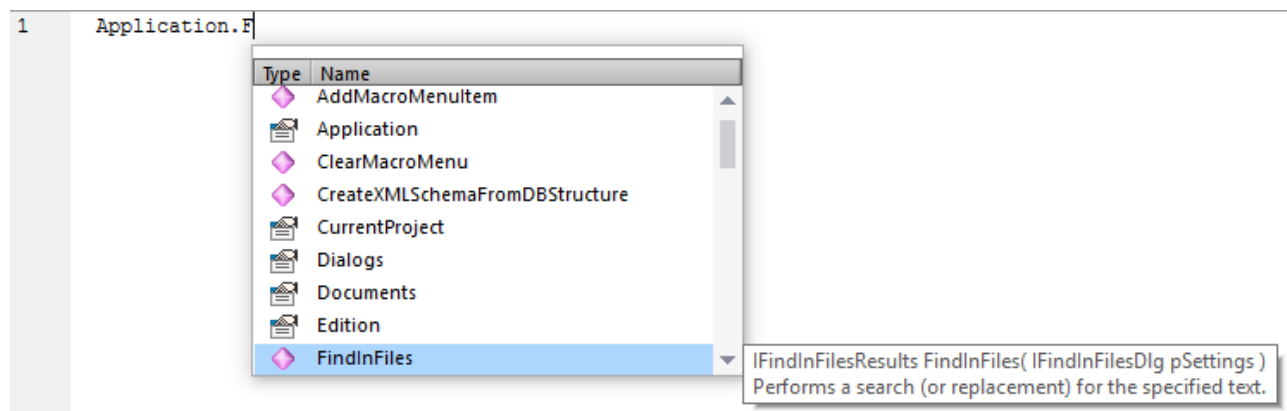 1 Application.F
Type Name
AddMacroMenuItem
Application
ClearMacroMenu
CreateXMLSchemaFromDBStructure
CurrentProject
Dialogs
Documents
Edition
FindInFiles
IFindInFilesResults FindInFiles( IFindInFilesDlg pSettings )
Performs a search (or replacement) for the specified text.